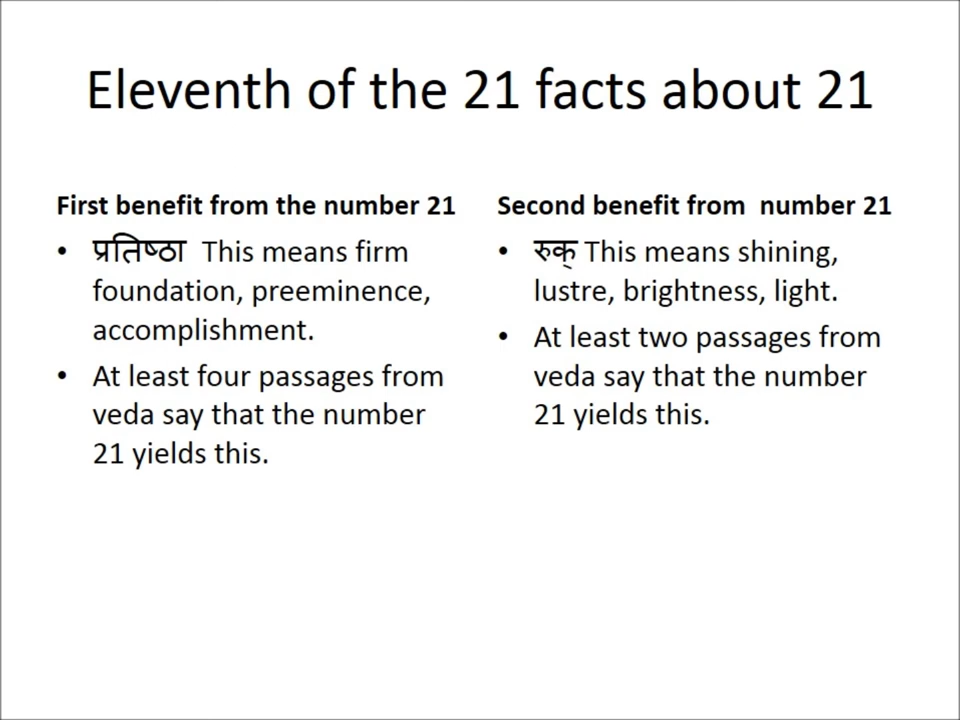 Eleventh of the 21 facts about 21
First benefit from the number 21
• प्रतिष्ठा This means firm
foundation, preeminence,
accomplishment.
• At least four passages from
veda say that the number
21 yields this.
Second benefit from number 21
• रुक् This means shining,
lustre, brightness, light.
• At least two passages from
veda say that the number
21 yields this.